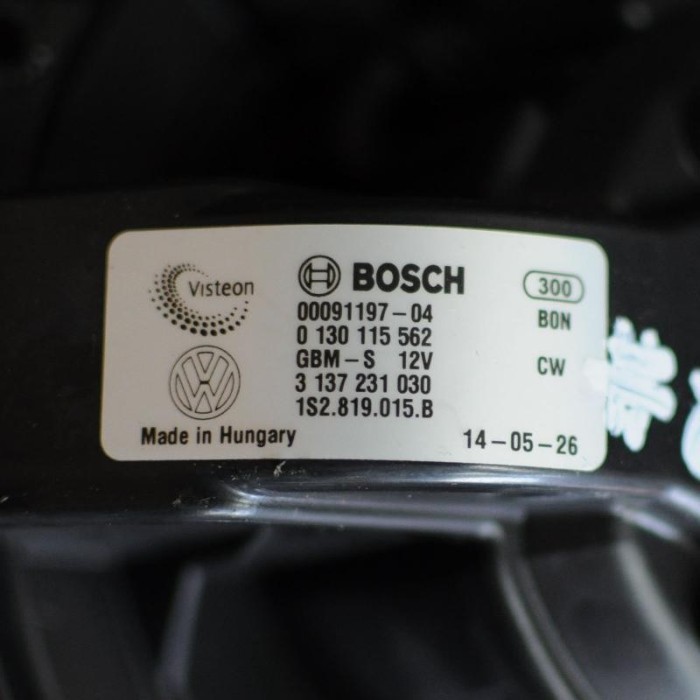 Visteon
BOSCH
300
00091197-04
BON
0 130 115 562
GBM-S 12V
CW
3 137 231 030
1S2.819.015.B
Made in Hungary
14-05-26